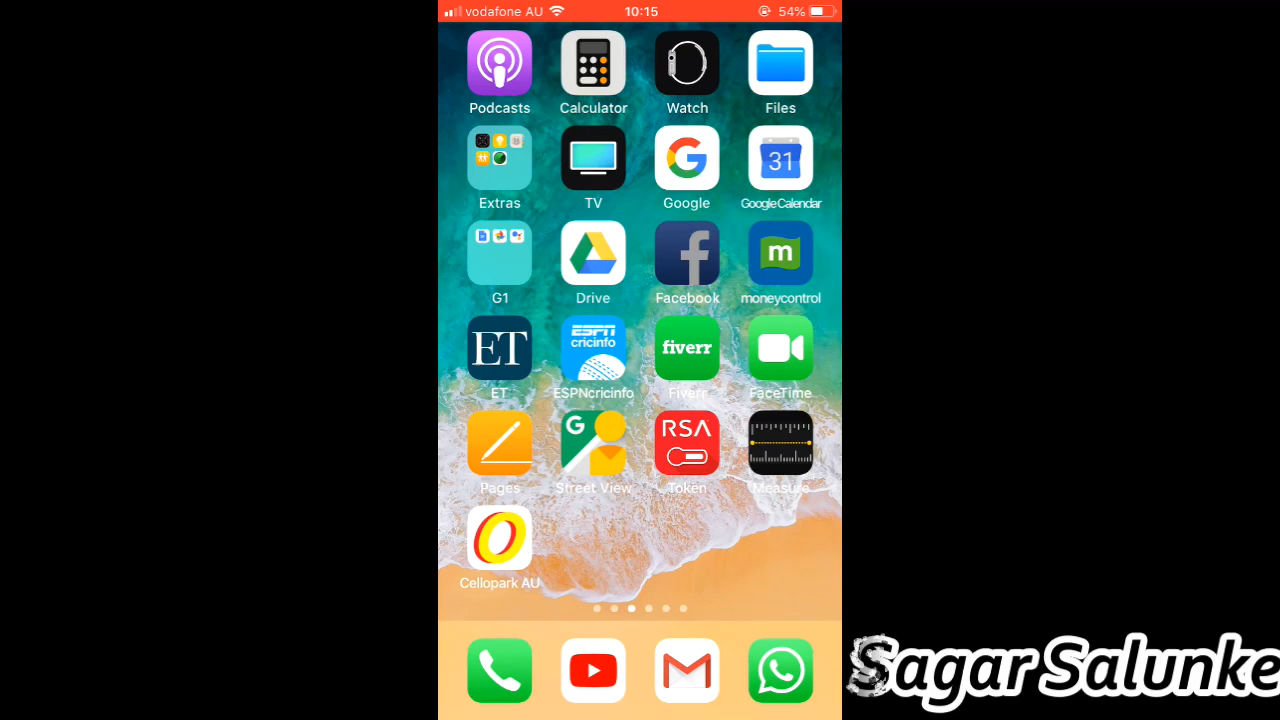 vodafone AU 10:15 54%
Podcasts Calculator Watch Files
31
Extras TV Google Google Calendar
m
G1 Drive Facebook moneycontrol
ET ESPN cricinfo fiverr
ET ESPNcricinfo Fiverr FaceTime
G RSA
Pages Street View Token Measure
Cellopark AU
Sagar Salunke